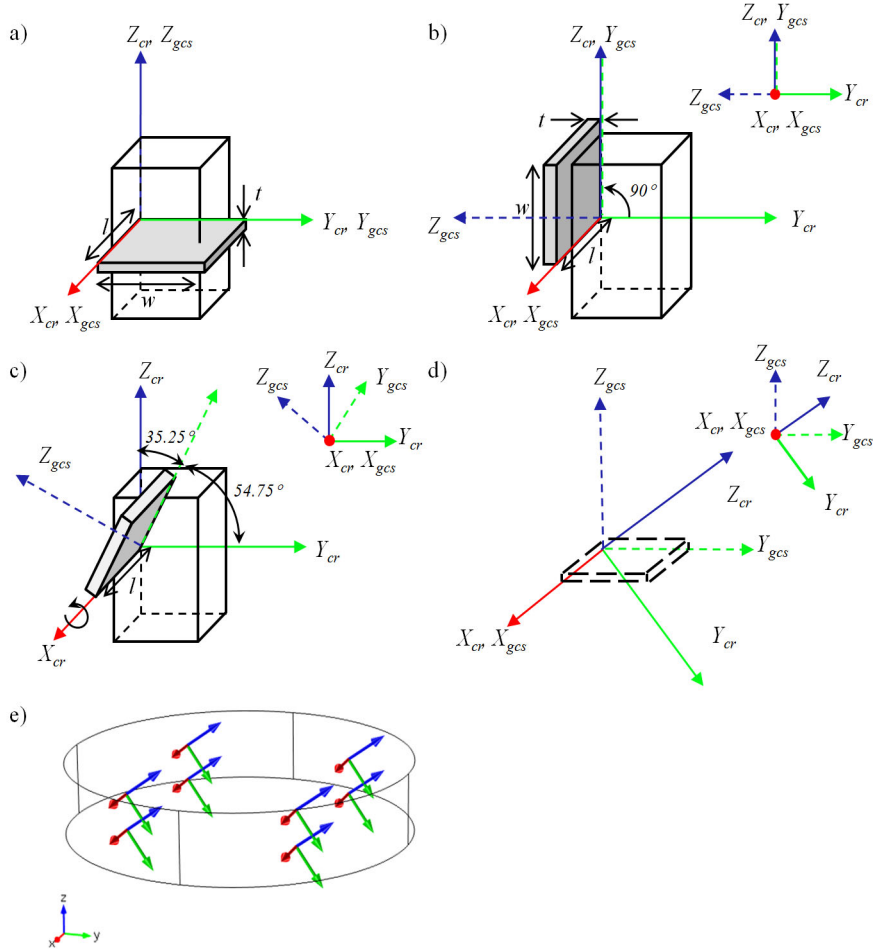 a)
Z_cr, Z_gcs
t
l
Y_cr, Y_gcs
w
X_cr, X_gcs
b)
Z_cr, Y_gcs
Z_cr, Y_gcs
Z_gcs
Y_cr
X_cr, X_gcs
t
w
90°
Z_gcs
Y_cr
l
X_cr, X_gcs
c)
Z_cr
Z_cr
Z_gcs
Y_gcs
Y_cr
X_cr, X_gcs
35.25°
Z_gcs
54.75°
Y_cr
l
X_cr
d)
Z_gcs
Z_gcs
Z_cr
X_cr, X_gcs
Y_gcs
Y_cr
Z_cr
Y_gcs
X_cr, X_gcs
Y_cr
e)
z
x
y